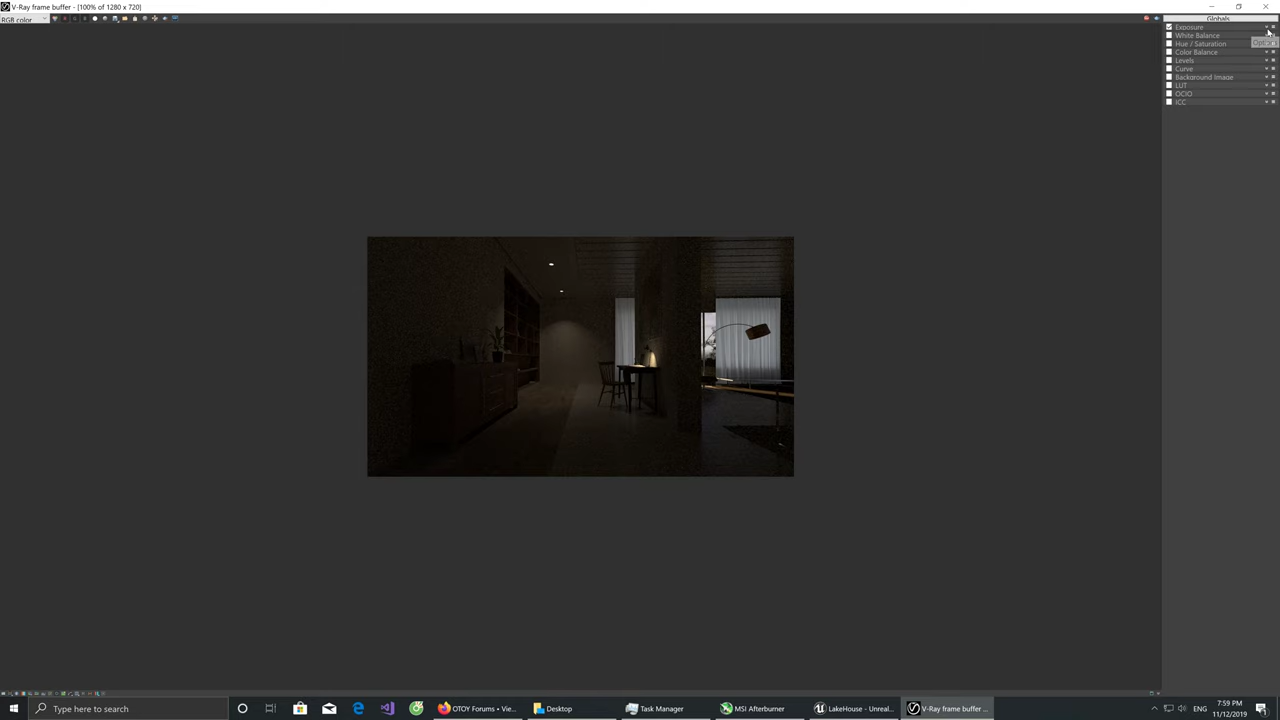 V-Ray frame buffer - [100% of 1280 x 720]
RGB color
Globals
Exposure
White Balance
Hue / Saturation
Options
Color Balance
Levels
Curve
Background Image
LUT
OCIO
ICC
Type here to search
OTOY Forums • Vie...
Desktop
Task Manager
MSI Afterburner
LakeHouse - Unreal...
V-Ray frame buffer ...
ENG
7:59 PM
11/12/2019